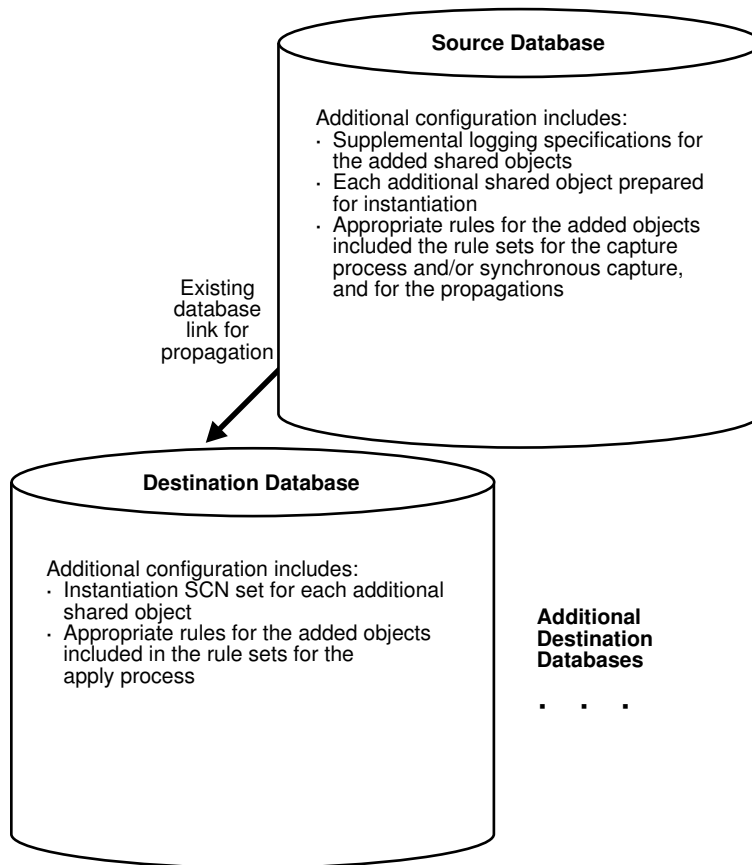 Source Database
Additional configuration includes:
· Supplemental logging specifications for
the added shared objects
· Each additional shared object prepared
for instantiation
· Appropriate rules for the added objects
included the rule sets for the capture
process and/or synchronous capture,
and for the propagations
Existing
database
link for
propagation
Destination Database
Additional configuration includes:
· Instantiation SCN set for each additional
shared object
· Appropriate rules for the added objects
included in the rule sets for the
apply process
Additional
Destination
Databases
. . .